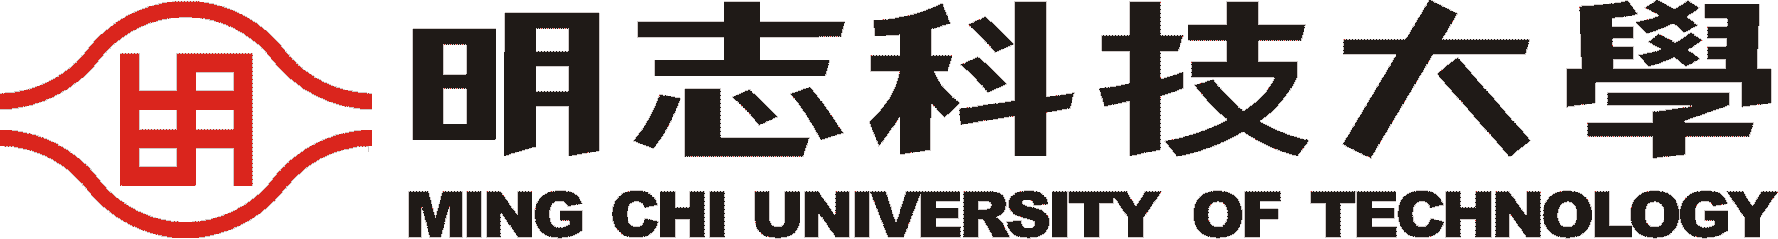 明志科技大學
MING CHI UNIVERSITY OF TECHNOLOGY